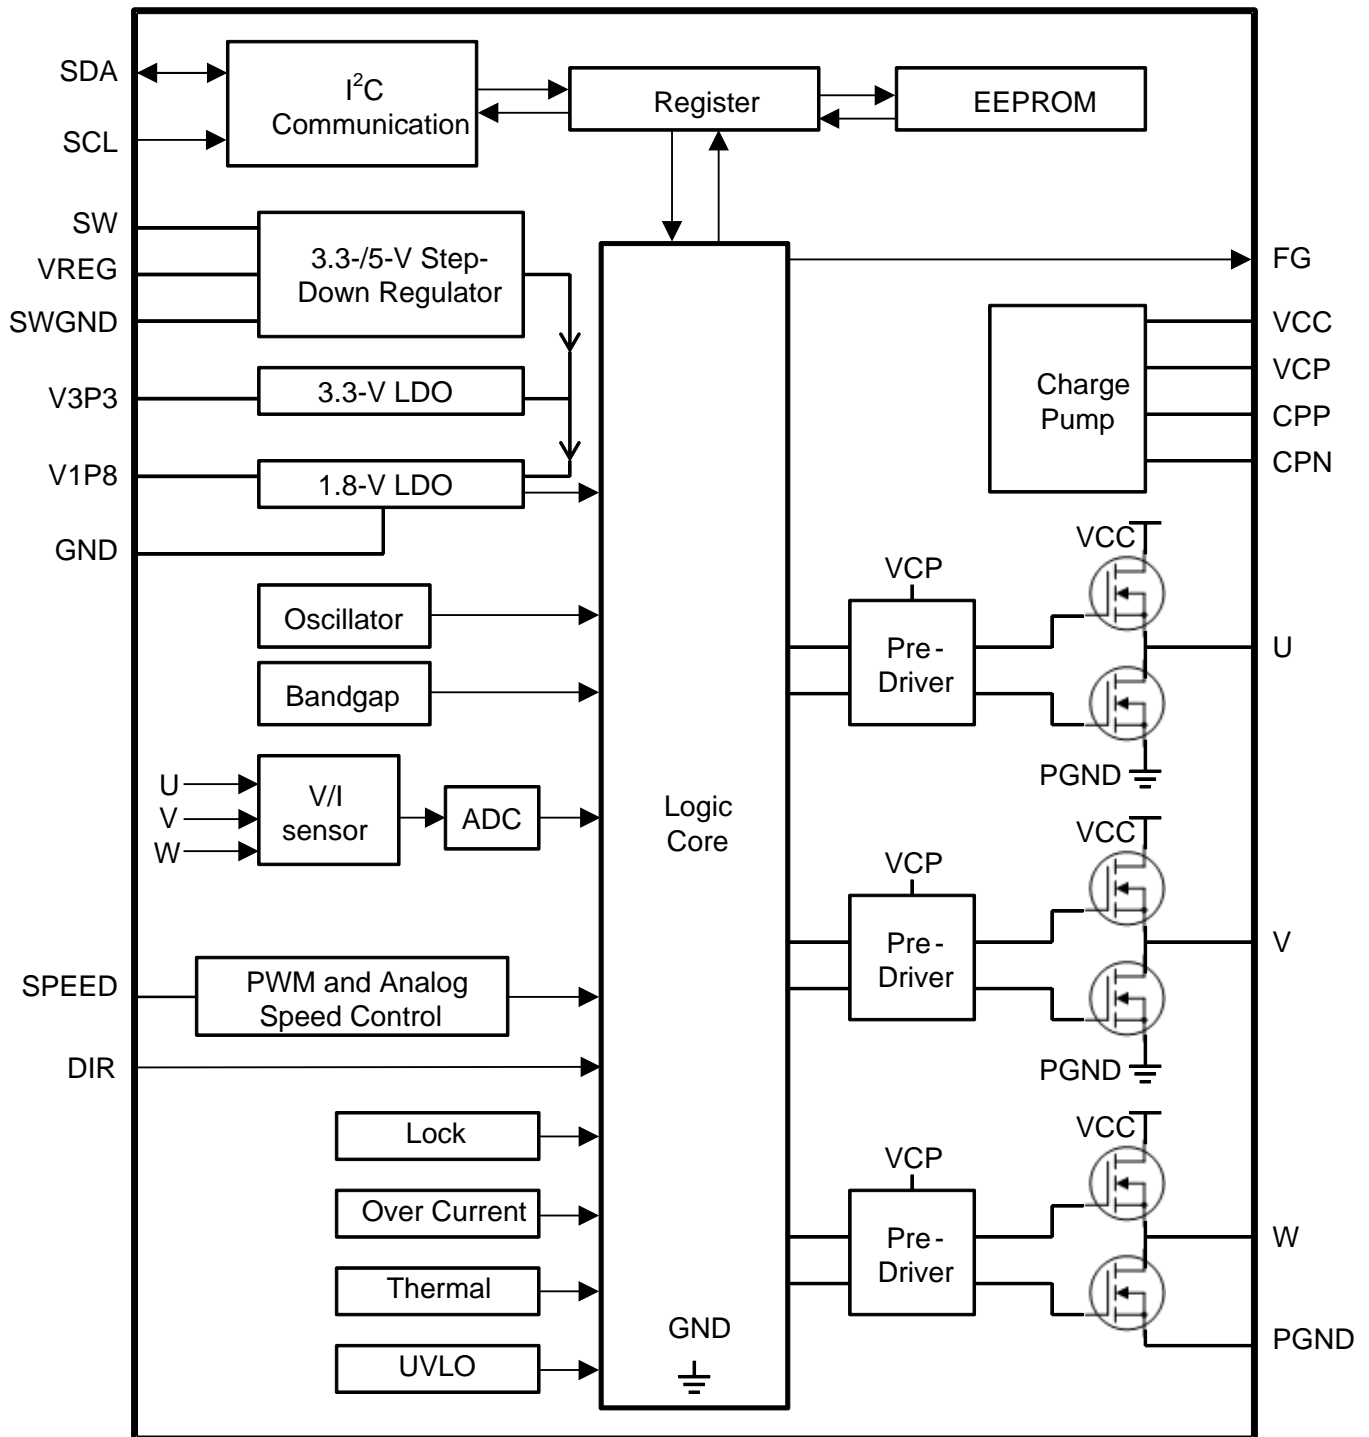 SDA
SCL
I2C
Communication
Register
EEPROM
SW
VREG
SWGND
3.3-/5-V Step-
Down Regulator
V3P3
3.3-V LDO
V1P8
1.8-V LDO
GND
Oscillator
Bandgap
U
V
W
V/I
sensor
ADC
SPEED
PWM and Analog
Speed Control
DIR
Lock
Over Current
Thermal
UVLO
Logic
Core
GND
FG
Charge
Pump
VCC
VCP
CPP
CPN
VCP
Pre-
Driver
VCC
U
PGND
VCP
Pre-
Driver
VCC
V
PGND
VCP
Pre-
Driver
VCC
W
PGND